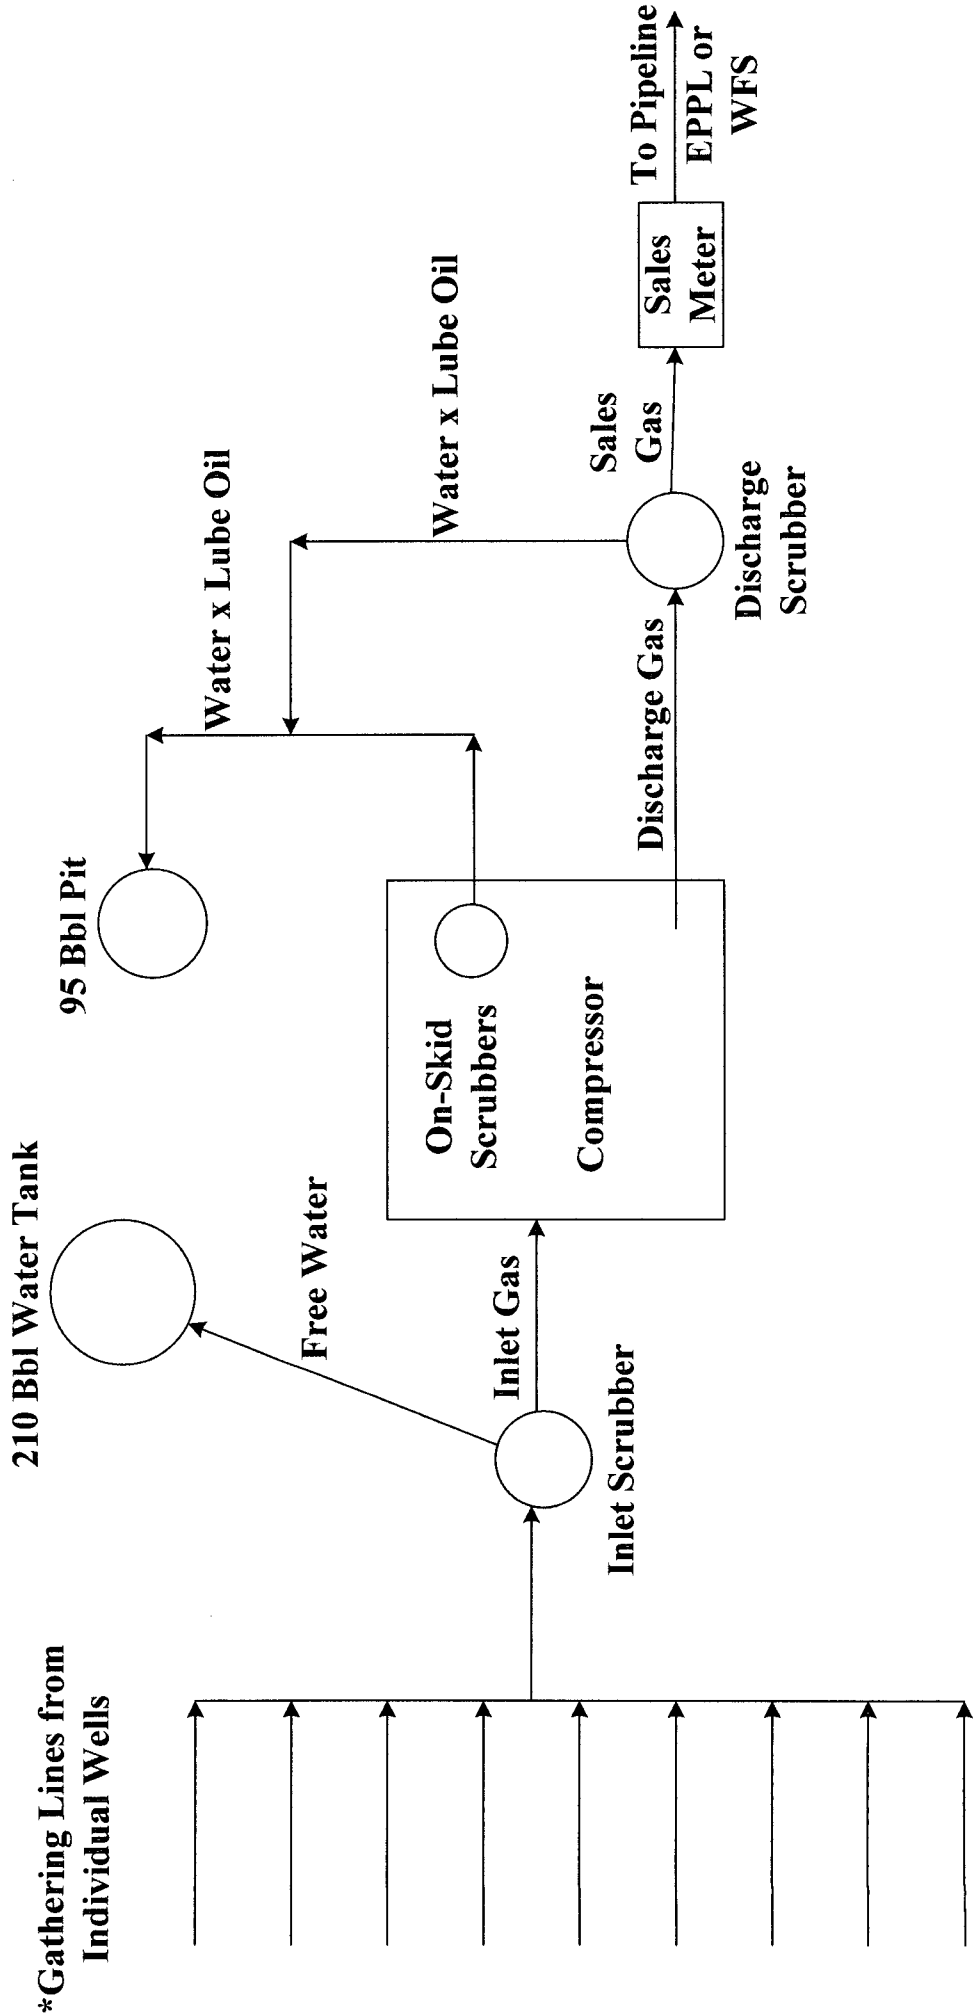 *Gathering Lines from
Individual Wells
210 Bbl Water Tank
95 Bbl Pit
Water x Lube Oil
Water x Lube Oil
Free Water
Inlet Gas
Inlet Scrubber
On-Skid
Scrubbers
Compressor
Discharge Gas
Discharge
Scrubber
Sales
Gas
Sales
Meter
To Pipeline
EPPL or
WFS